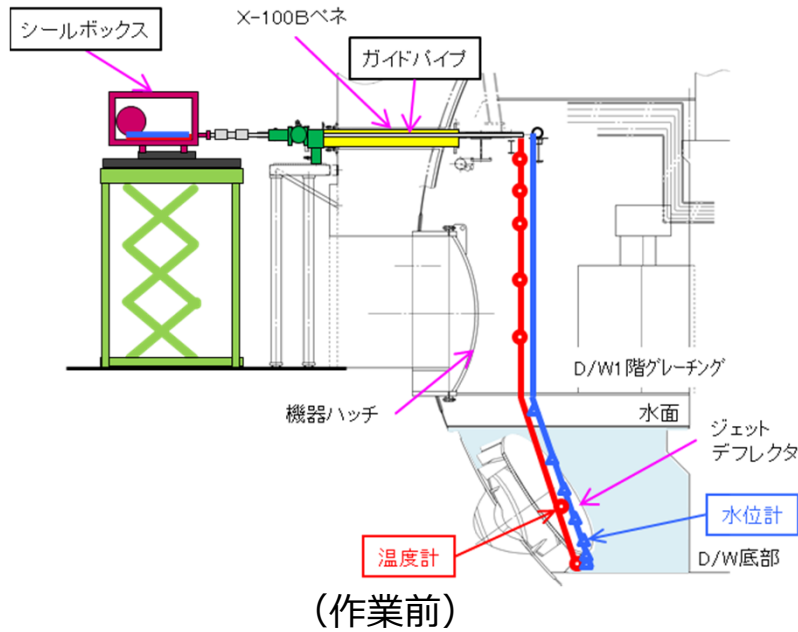 X-100Bペネ
シールボックス
ガイドパイプ
D/W1階グレーチング
機器ハッチ
水面
ジェット
デフレクタ
水位計
温度計
D/W底部
（作業前）